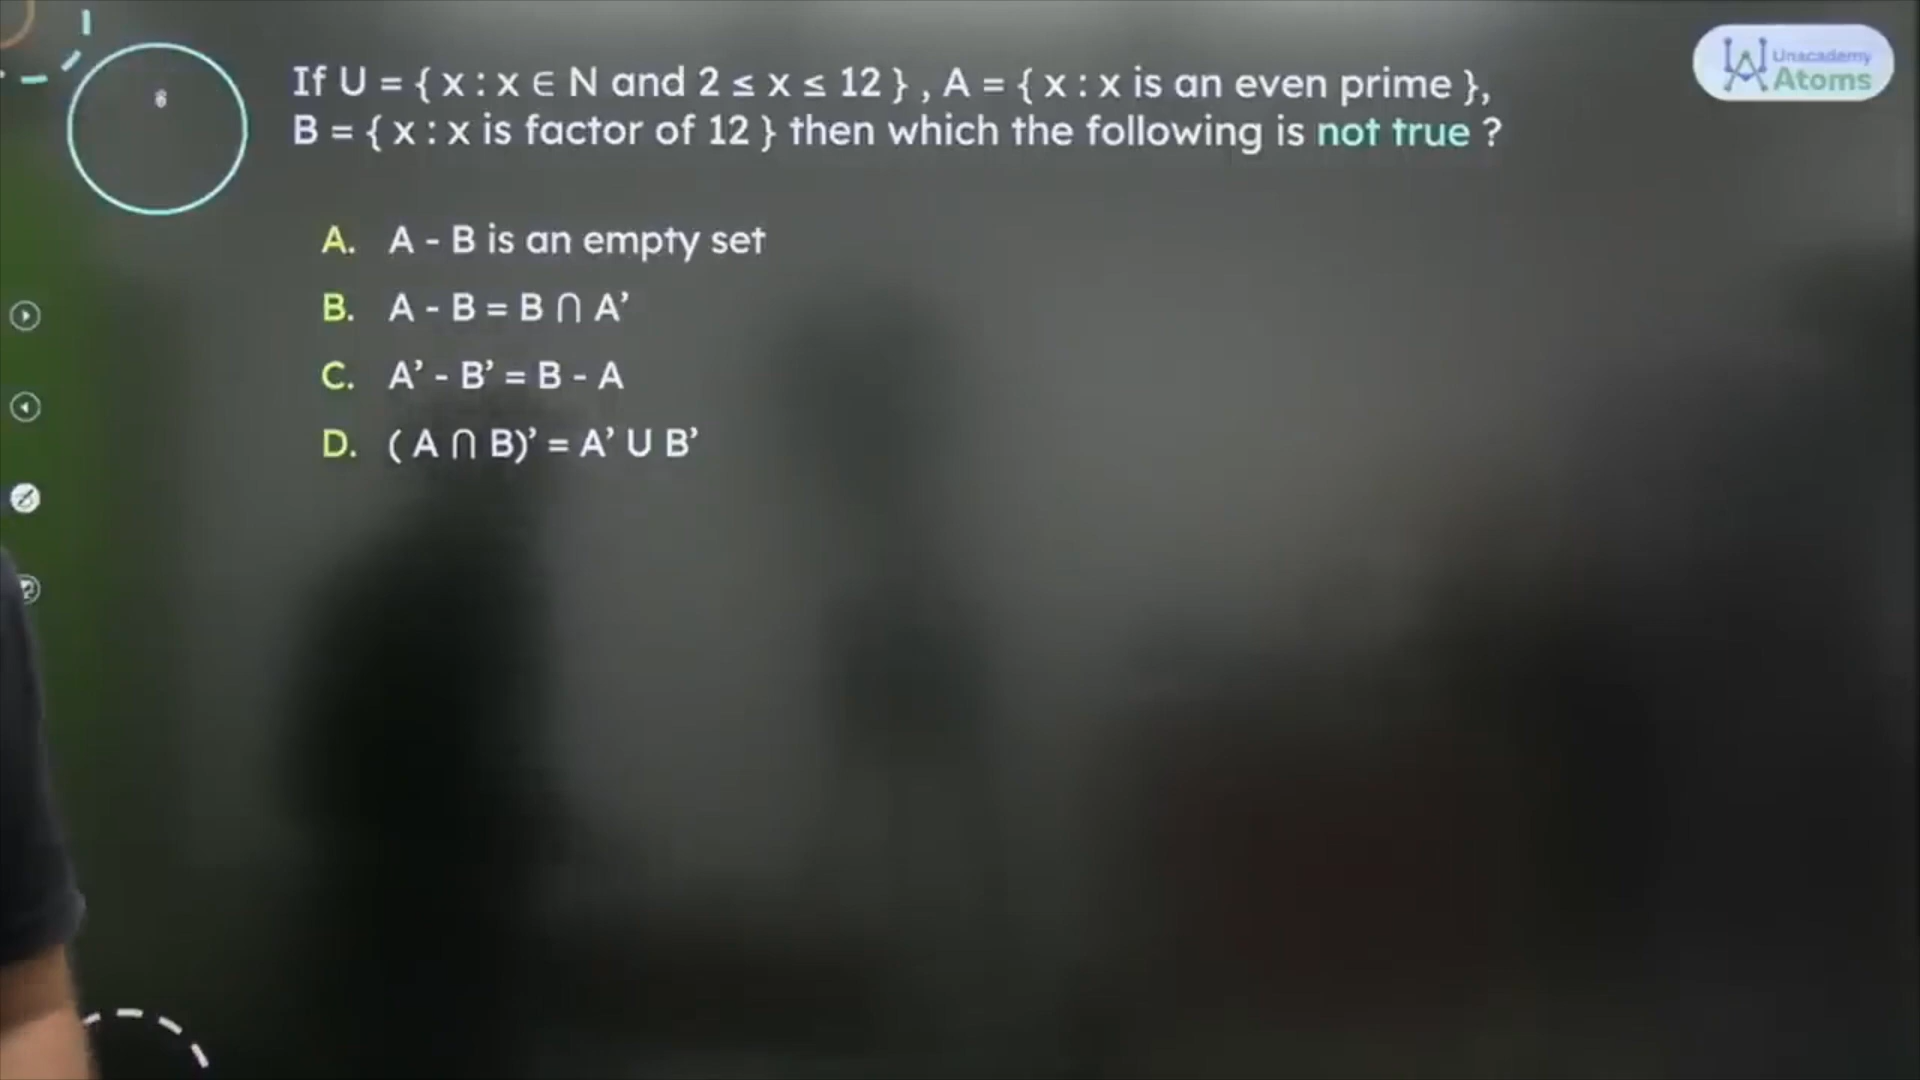 If U = { x : x ∈ N and 2 ≤ x ≤ 12 } , A = { x : x is an even prime },
B = { x : x is factor of 12 } then which the following is not true ?
Unacademy
Atoms
A. A - B is an empty set
B. A - B = B ⋂ A’
C. A’ - B’ = B - A
D. ( A ⋂ B)’ = A’ U B’